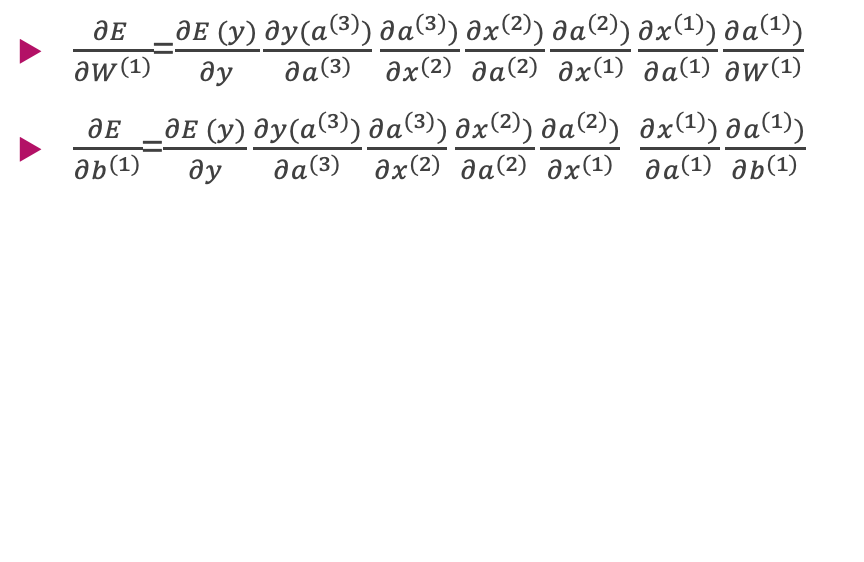 ▶ ∂E/∂W⁽¹⁾=∂E (y)/∂y ∂y(a⁽³⁾)/∂a⁽³⁾ ∂a⁽³⁾)/∂x⁽²⁾ ∂x⁽²⁾)/∂a⁽²⁾ ∂a⁽²⁾)/∂x⁽¹⁾ ∂x⁽¹⁾)/∂a⁽¹⁾ ∂a⁽¹⁾)/∂W⁽¹⁾
▶ ∂E/∂b⁽¹⁾=∂E (y)/∂y ∂y(a⁽³⁾)/∂a⁽³⁾ ∂a⁽³⁾)/∂x⁽²⁾ ∂x⁽²⁾)/∂a⁽²⁾ ∂a⁽²⁾)/∂x⁽¹⁾ ∂x⁽¹⁾)/∂a⁽¹⁾ ∂a⁽¹⁾)/∂b⁽¹⁾